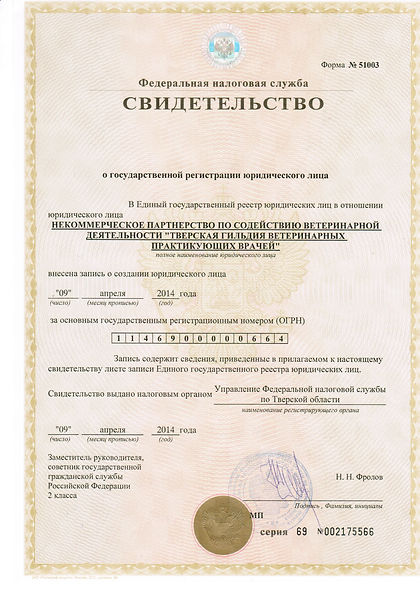 Форма № 51003
Федеральная налоговая служба
СВИДЕТЕЛЬСТВО
о государственной регистрации юридического лица
В Единый государственный реестр юридических лиц в отношении
юридического лица
НЕКОММЕРЧЕСКОЕ ПАРТНЕРСТВО ПО СОДЕЙСТВИЮ ВЕТЕРИНАРНОЙ
ДЕЯТЕЛЬНОСТИ "ТВЕРСКАЯ ГИЛЬДИЯ ВЕТЕРИНАРНЫХ
ПРАКТИКУЮЩИХ ВРАЧЕЙ"
полное наименование юридического лица
внесена запись о создании юридического лица
"09" апреля 2014 года
(число) (месяц прописью) (год)
за основным государственным регистрационным номером (ОГРН)
1 1 4 6 9 0 0 0 0 0 6 6 4
Запись содержит сведения, приведенные в прилагаемом к настоящему
свидетельству листе записи Единого государственного реестра юридических лиц.
Свидетельство выдано налоговым органом Управление Федеральной налоговой службы
по Тверской области
наименование регистрирующего органа
"09" апреля 2014 года
(число) (месяц прописью) (год)
Заместитель руководителя,
советник государственной
гражданской службы
Российской Федерации
2 класса
Н. Н. Фролов
Подпись , Фамилия, инициалы
МП
серия 69 №002175566